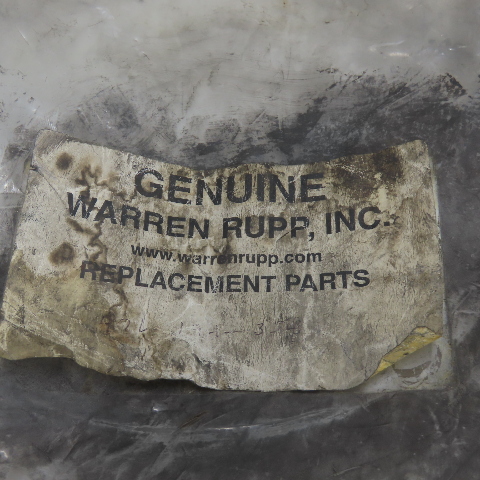 GENUINE
WARREN RUPP, INC.
www.warrenrupp.com
REPLACEMENT PARTS